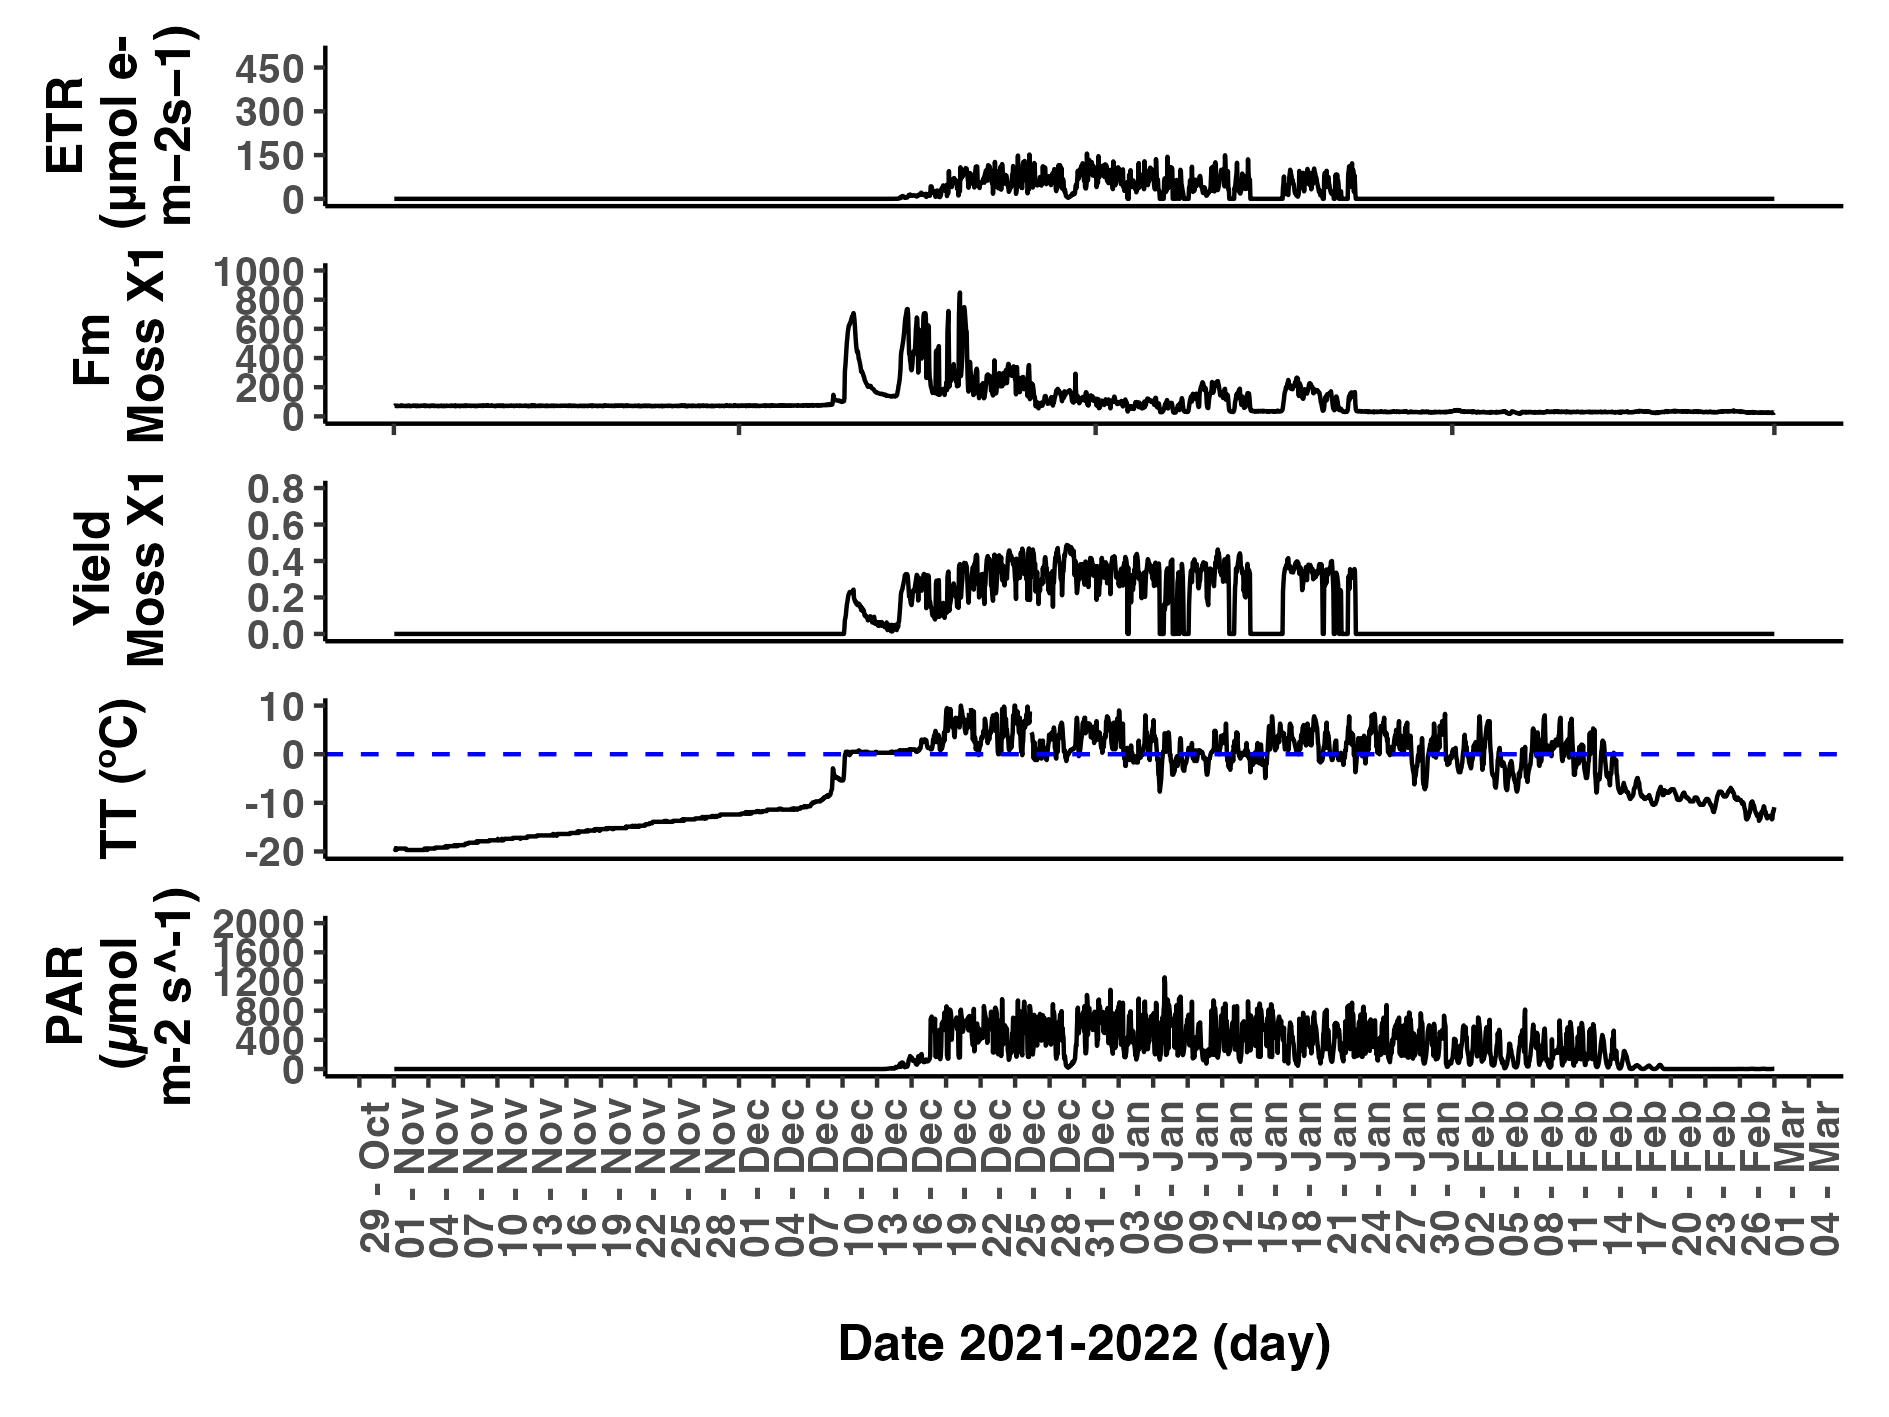 ETR
(µmol e-
m−2s−1)
450
300
150
0
Fm
Moss X1
1000
800
600
400
200
0
Yield
Moss X1
0.8
0.6
0.4
0.2
0.0
TT (ºC)
10
0
-10
-20
PAR
(µmol
m-2 s^-1)
2000
1600
1200
800
400
0
29 - Oct
01 - Nov
04 - Nov
07 - Nov
10 - Nov
13 - Nov
16 - Nov
19 - Nov
22 - Nov
25 - Nov
28 - Nov
01 - Dec
04 - Dec
07 - Dec
10 - Dec
13 - Dec
16 - Dec
19 - Dec
22 - Dec
25 - Dec
28 - Dec
31 - Dec
03 - Jan
06 - Jan
09 - Jan
12 - Jan
15 - Jan
18 - Jan
21 - Jan
24 - Jan
27 - Jan
30 - Jan
02 - Feb
05 - Feb
08 - Feb
11 - Feb
14 - Feb
17 - Feb
20 - Feb
23 - Feb
26 - Feb
01 - Mar
04 - Mar
Date 2021-2022 (day)